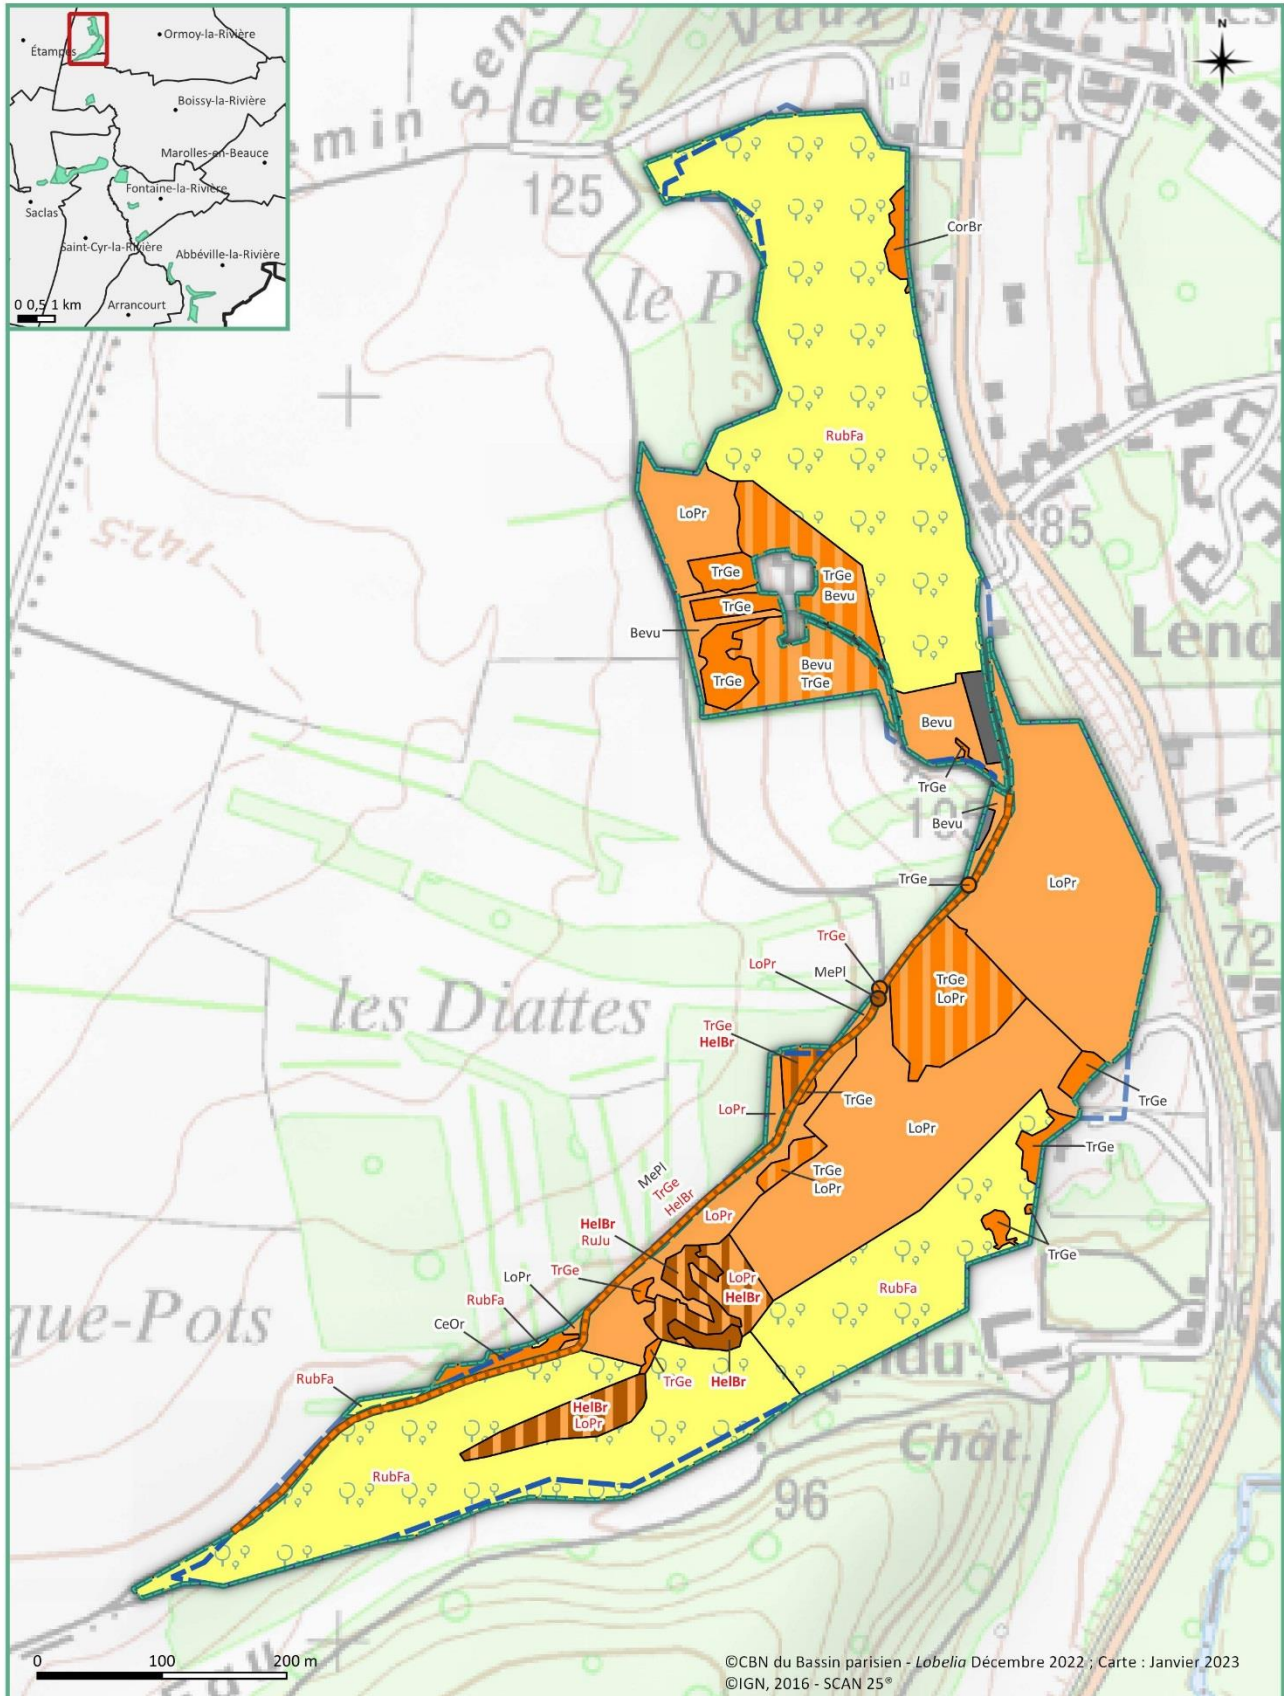 Étampes
Ormoy-la-Rivière
Boissy-la-Rivière
Marolles-en-Beauce
Fontaine-la-Rivière
Saclas
Saint-Cyr-la-Rivière
Abbéville-la-Rivière
Arrancourt
0 0,5 1 km
N
des
Vaux
85
125
CorBr
le P
RubFa
125
LoPr
85
142,5
TrGe
TrGe
Bevu
TrGe
Bevu
Lend
Bevu
TrGe
TrGe
Bevu
TrGe
Bevu
TrGe
LoPr
72
TrGe
LoPr
MePl
TrGe
LoPr
les Diattes
TrGe
HelBr
TrGe
TrGe
LoPr
LoPr
TrGe
TrGe
LoPr
MePl
TrGe
HelBr
LoPr
HelBr
RuJu
TrGe
TrGe
LoPr
HelBr
RubFa
LoPr
RubFa
CeOr
que-Pots
RubFa
TrGe
HelBr
HelBr
LoPr
Chât.
RubFa
96
0 100 200 m
©CBN du Bassin parisien - Lobelia Décembre 2022 ; Carte : Janvier 2023
©IGN, 2016 - SCAN 25®